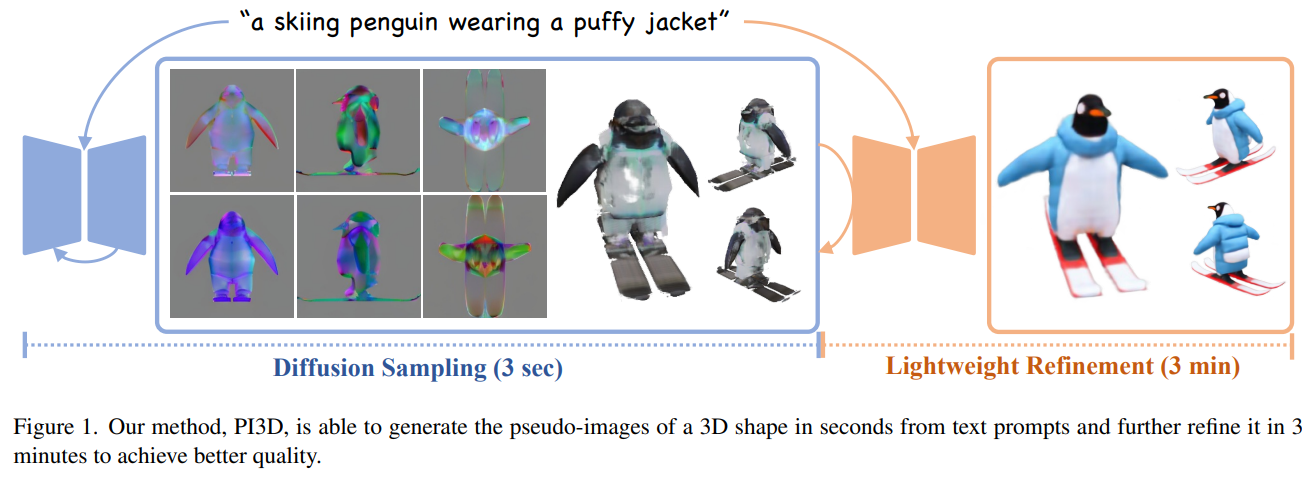 “a skiing penguin wearing a puffy jacket”
Diffusion Sampling (3 sec)
Lightweight Refinement (3 min)
Figure 1. Our method, PI3D, is able to generate the pseudo-images of a 3D shape in seconds from text prompts and further refine it in 3
minutes to achieve better quality.